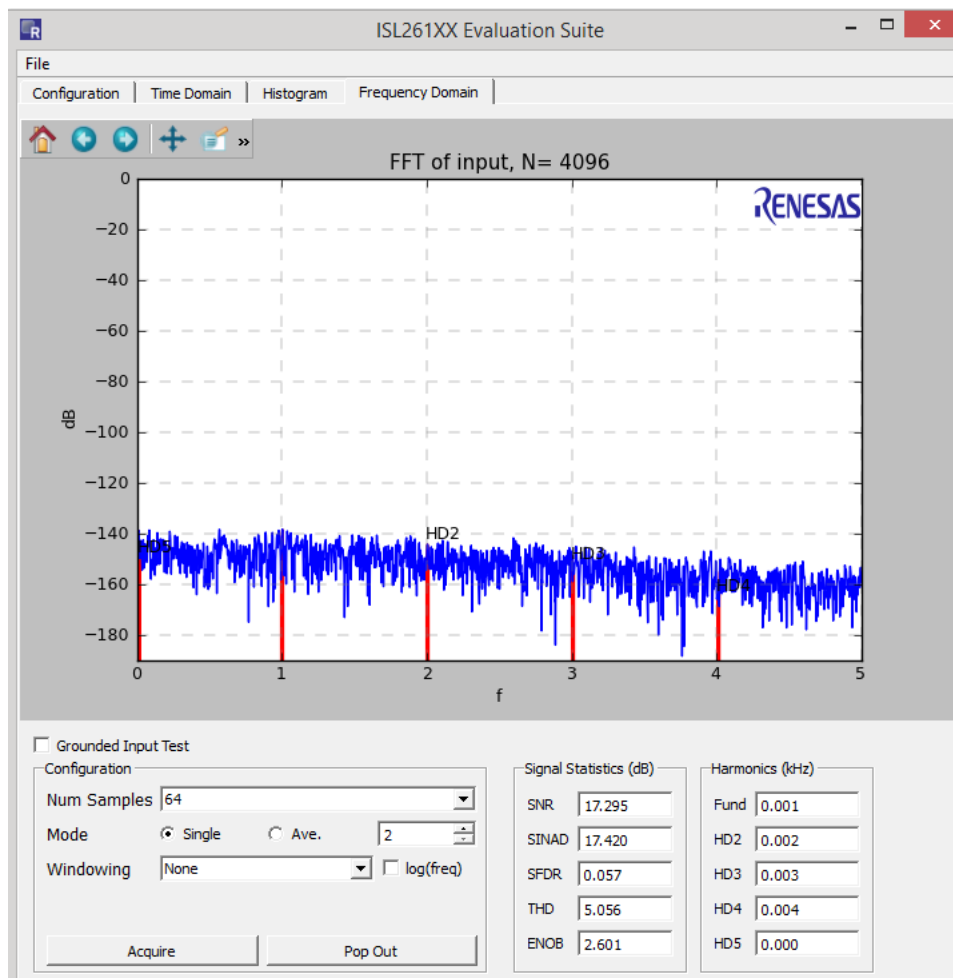 ISL261XX Evaluation Suite
File
Configuration
Time Domain
Histogram
Frequency Domain
»
FFT of input, N= 4096
RENESAS
0
−20
−40
−60
−80
−100
−120
−140
−160
−180
dB
HD5
HD2
HD3
HD4
0 1 2 3 4 5
f
Grounded Input Test
Configuration
Num Samples 64
Mode Single Ave. 2
Windowing None log(freq)
Acquire Pop Out
Signal Statistics (dB)
SNR 17.295
SINAD 17.420
SFDR 0.057
THD 5.056
ENOB 2.601
Harmonics (kHz)
Fund 0.001
HD2 0.002
HD3 0.003
HD4 0.004
HD5 0.000